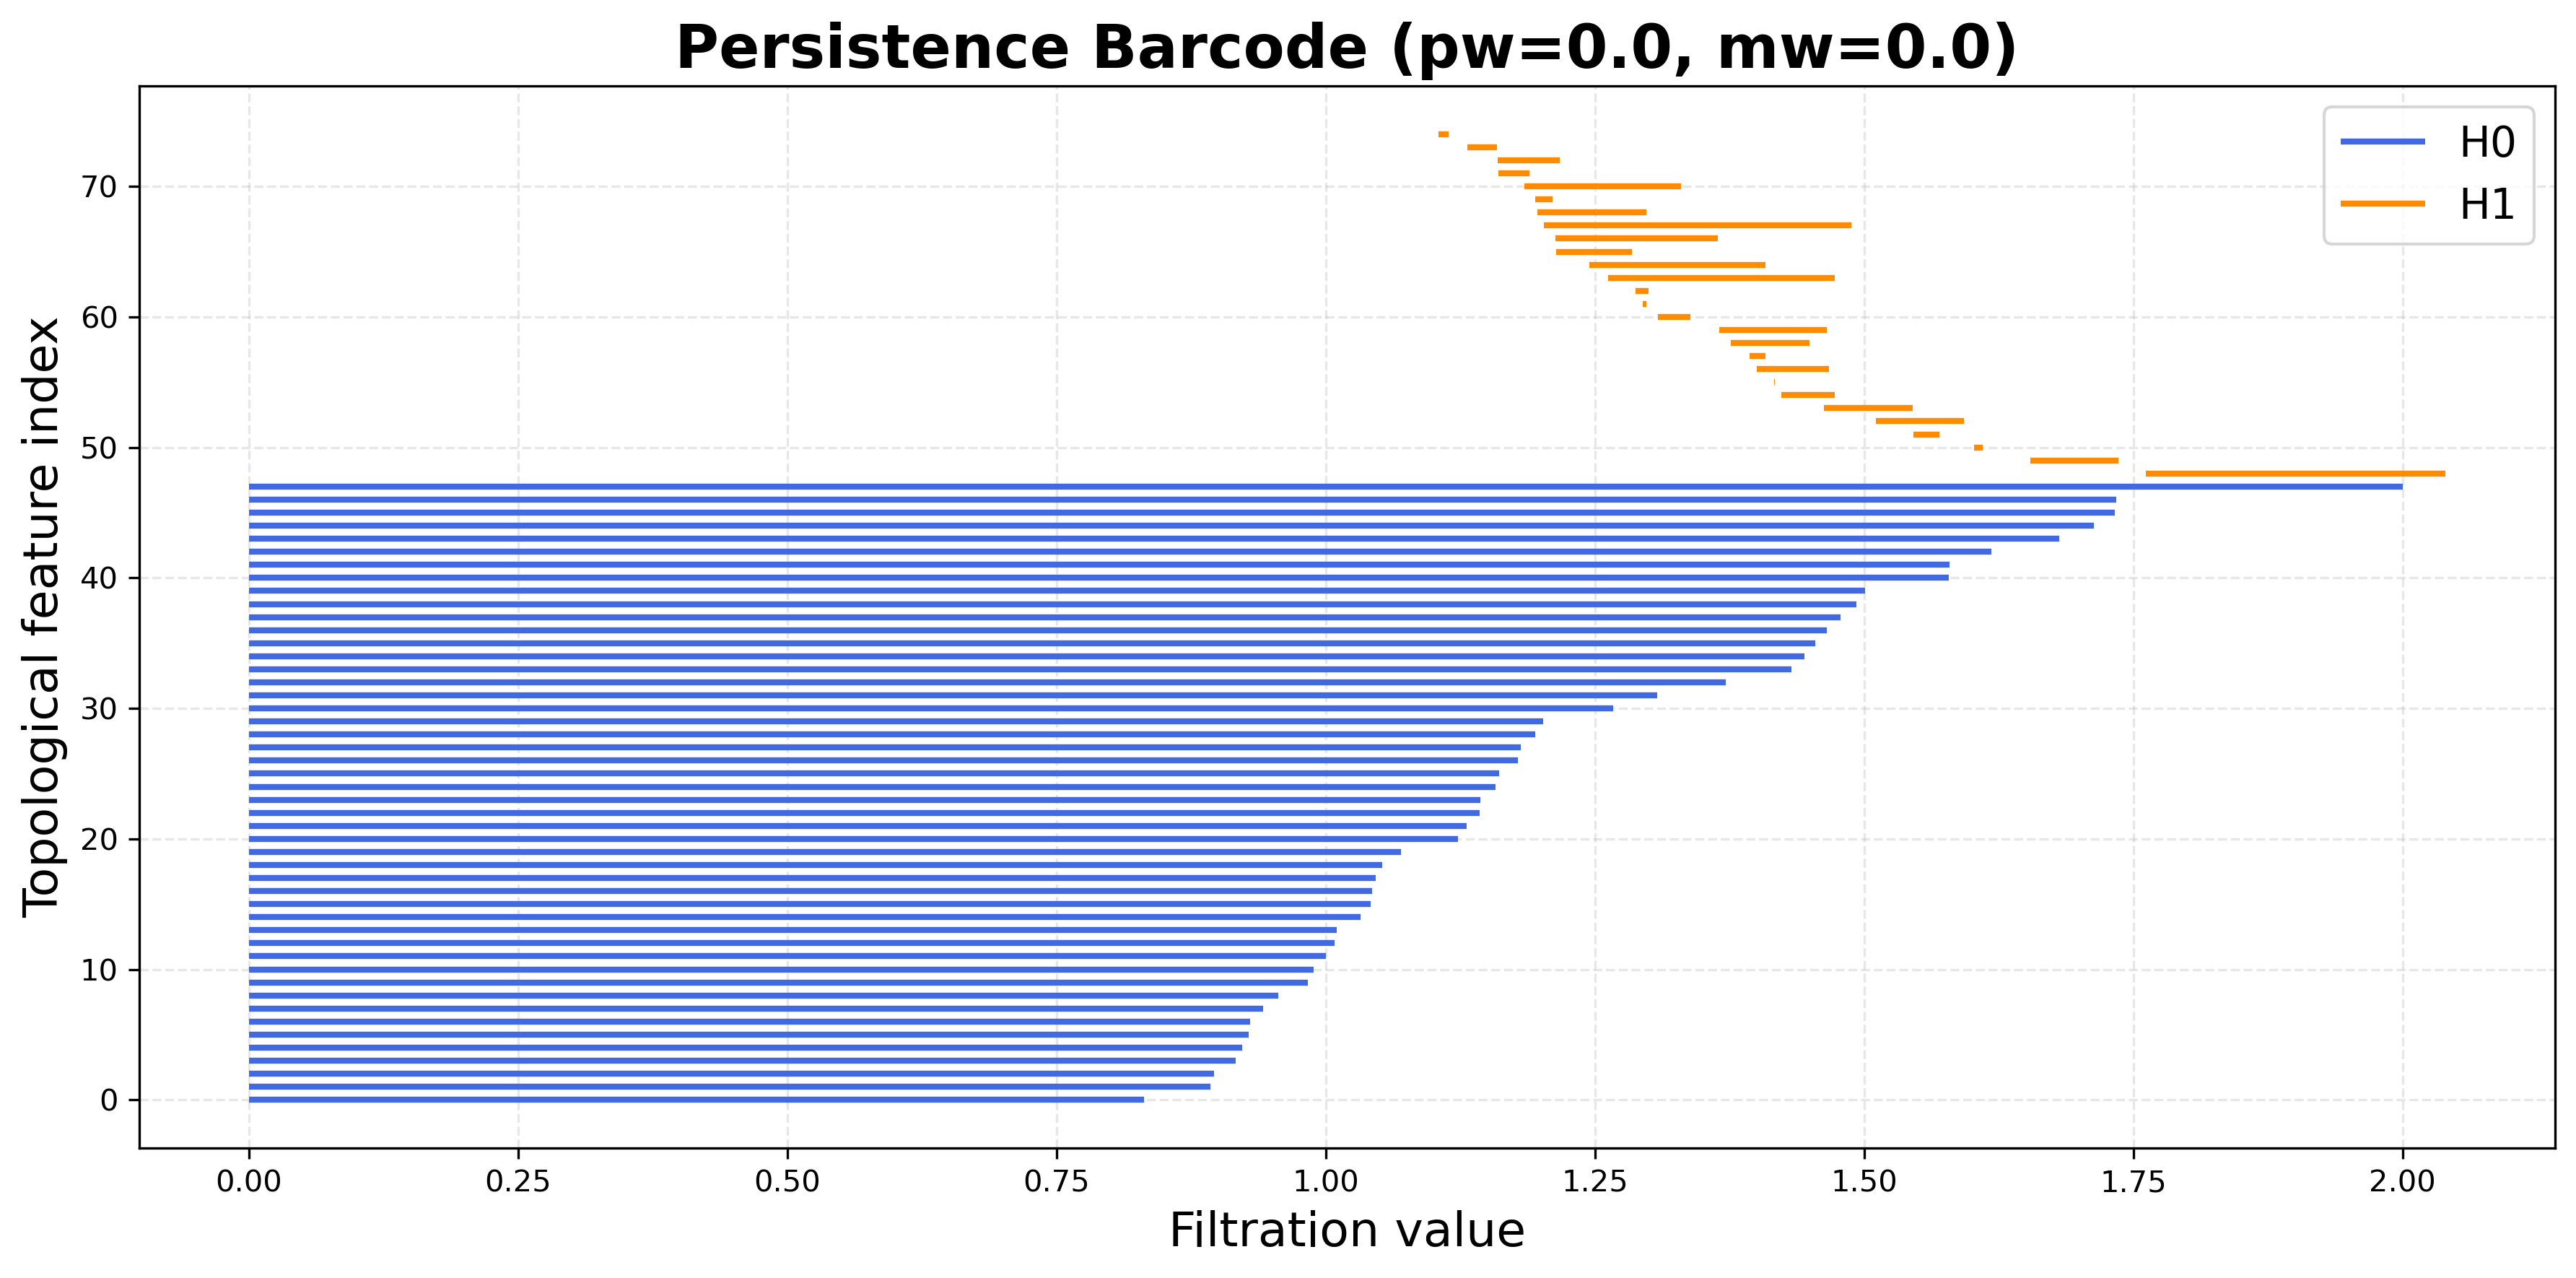 Persistence Barcode (pw=0.0, mw=0.0)
H0
H1
Topological feature index
70
60
50
40
30
20
10
0
0.00 0.25 0.50 0.75 1.00 1.25 1.50 1.75 2.00
Filtration value